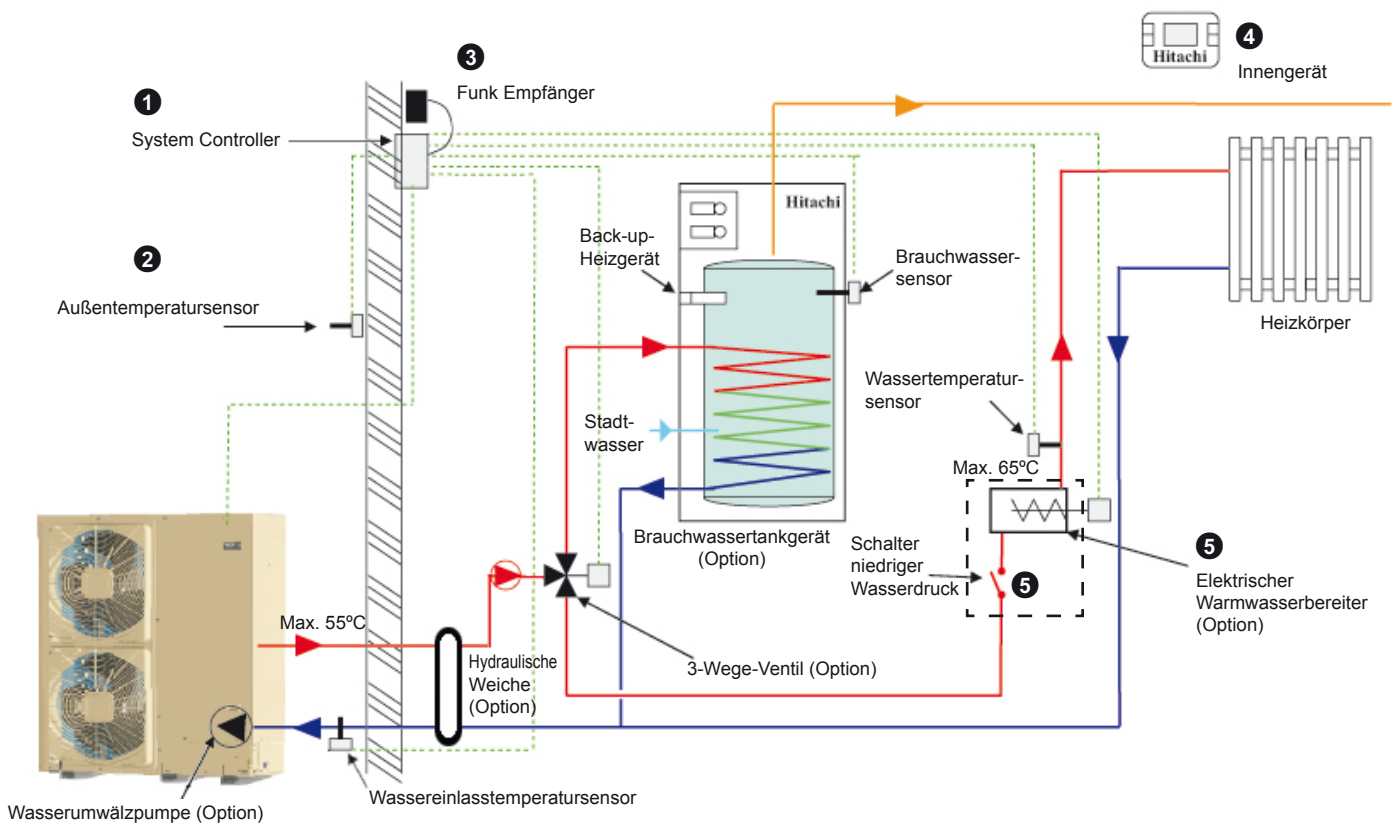 4
Hitachi
Innengerät
3
Funk Empfänger
1
System Controller
Hitachi
Back-up-
Heizgerät
Brauchwasser-
sensor
2
Außentemperatursensor
Heizkörper
Wassertemperatur-
sensor
Stadt-
wasser
Max. 65ºC
Brauchwassertankgerät
(Option)
Schalter
niedriger
Wasserdruck
5
5
Elektrischer
Warmwasserbereiter
(Option)
Max. 55ºC
Hydraulische
Weiche
(Option)
3-Wege-Ventil (Option)
Wassereinlasstemperatursensor
Wasserumwälzpumpe (Option)